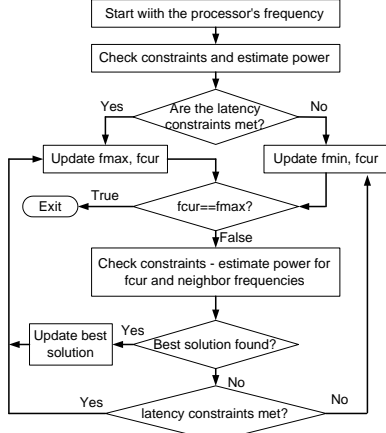 Start wiith the processor's frequency
Check constraints and estimate power
Yes
Are the latency
constraints met?
No
Update fmax, fcur
Update fmin, fcur
Exit
True
fcur==fmax?
False
Check constraints - estimate power for
fcur and neighbor frequencies
Update best
solution
Yes
Best solution found?
No
Yes
latency constraints met?
No